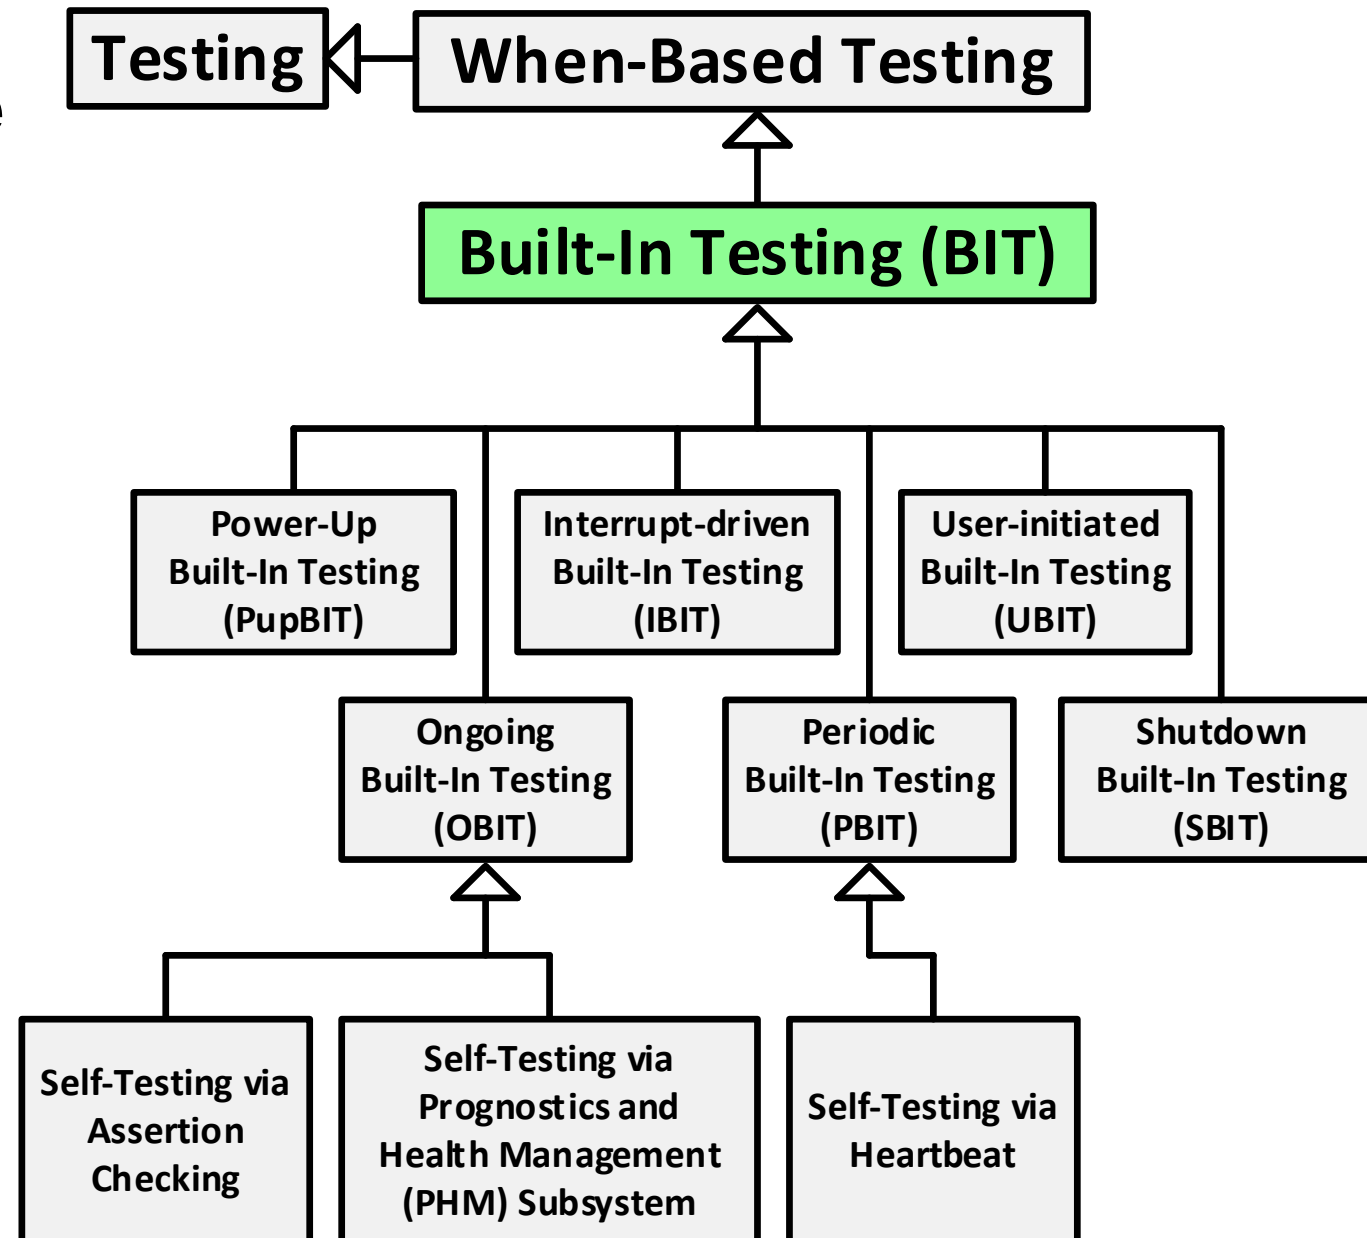 Testing
When-Based Testing
e
Built-In Testing (BIT)
Power-Up
Built-In Testing
(PupBIT)
Interrupt-driven
Built-In Testing
(IBIT)
User-initiated
Built-In Testing
(UBIT)
Ongoing
Built-In Testing
(OBIT)
Periodic
Built-In Testing
(PBIT)
Shutdown
Built-In Testing
(SBIT)
Self-Testing via
Assertion
Checking
Self-Testing via
Prognostics and
Health Management
(PHM) Subsystem
Self-Testing via
Heartbeat